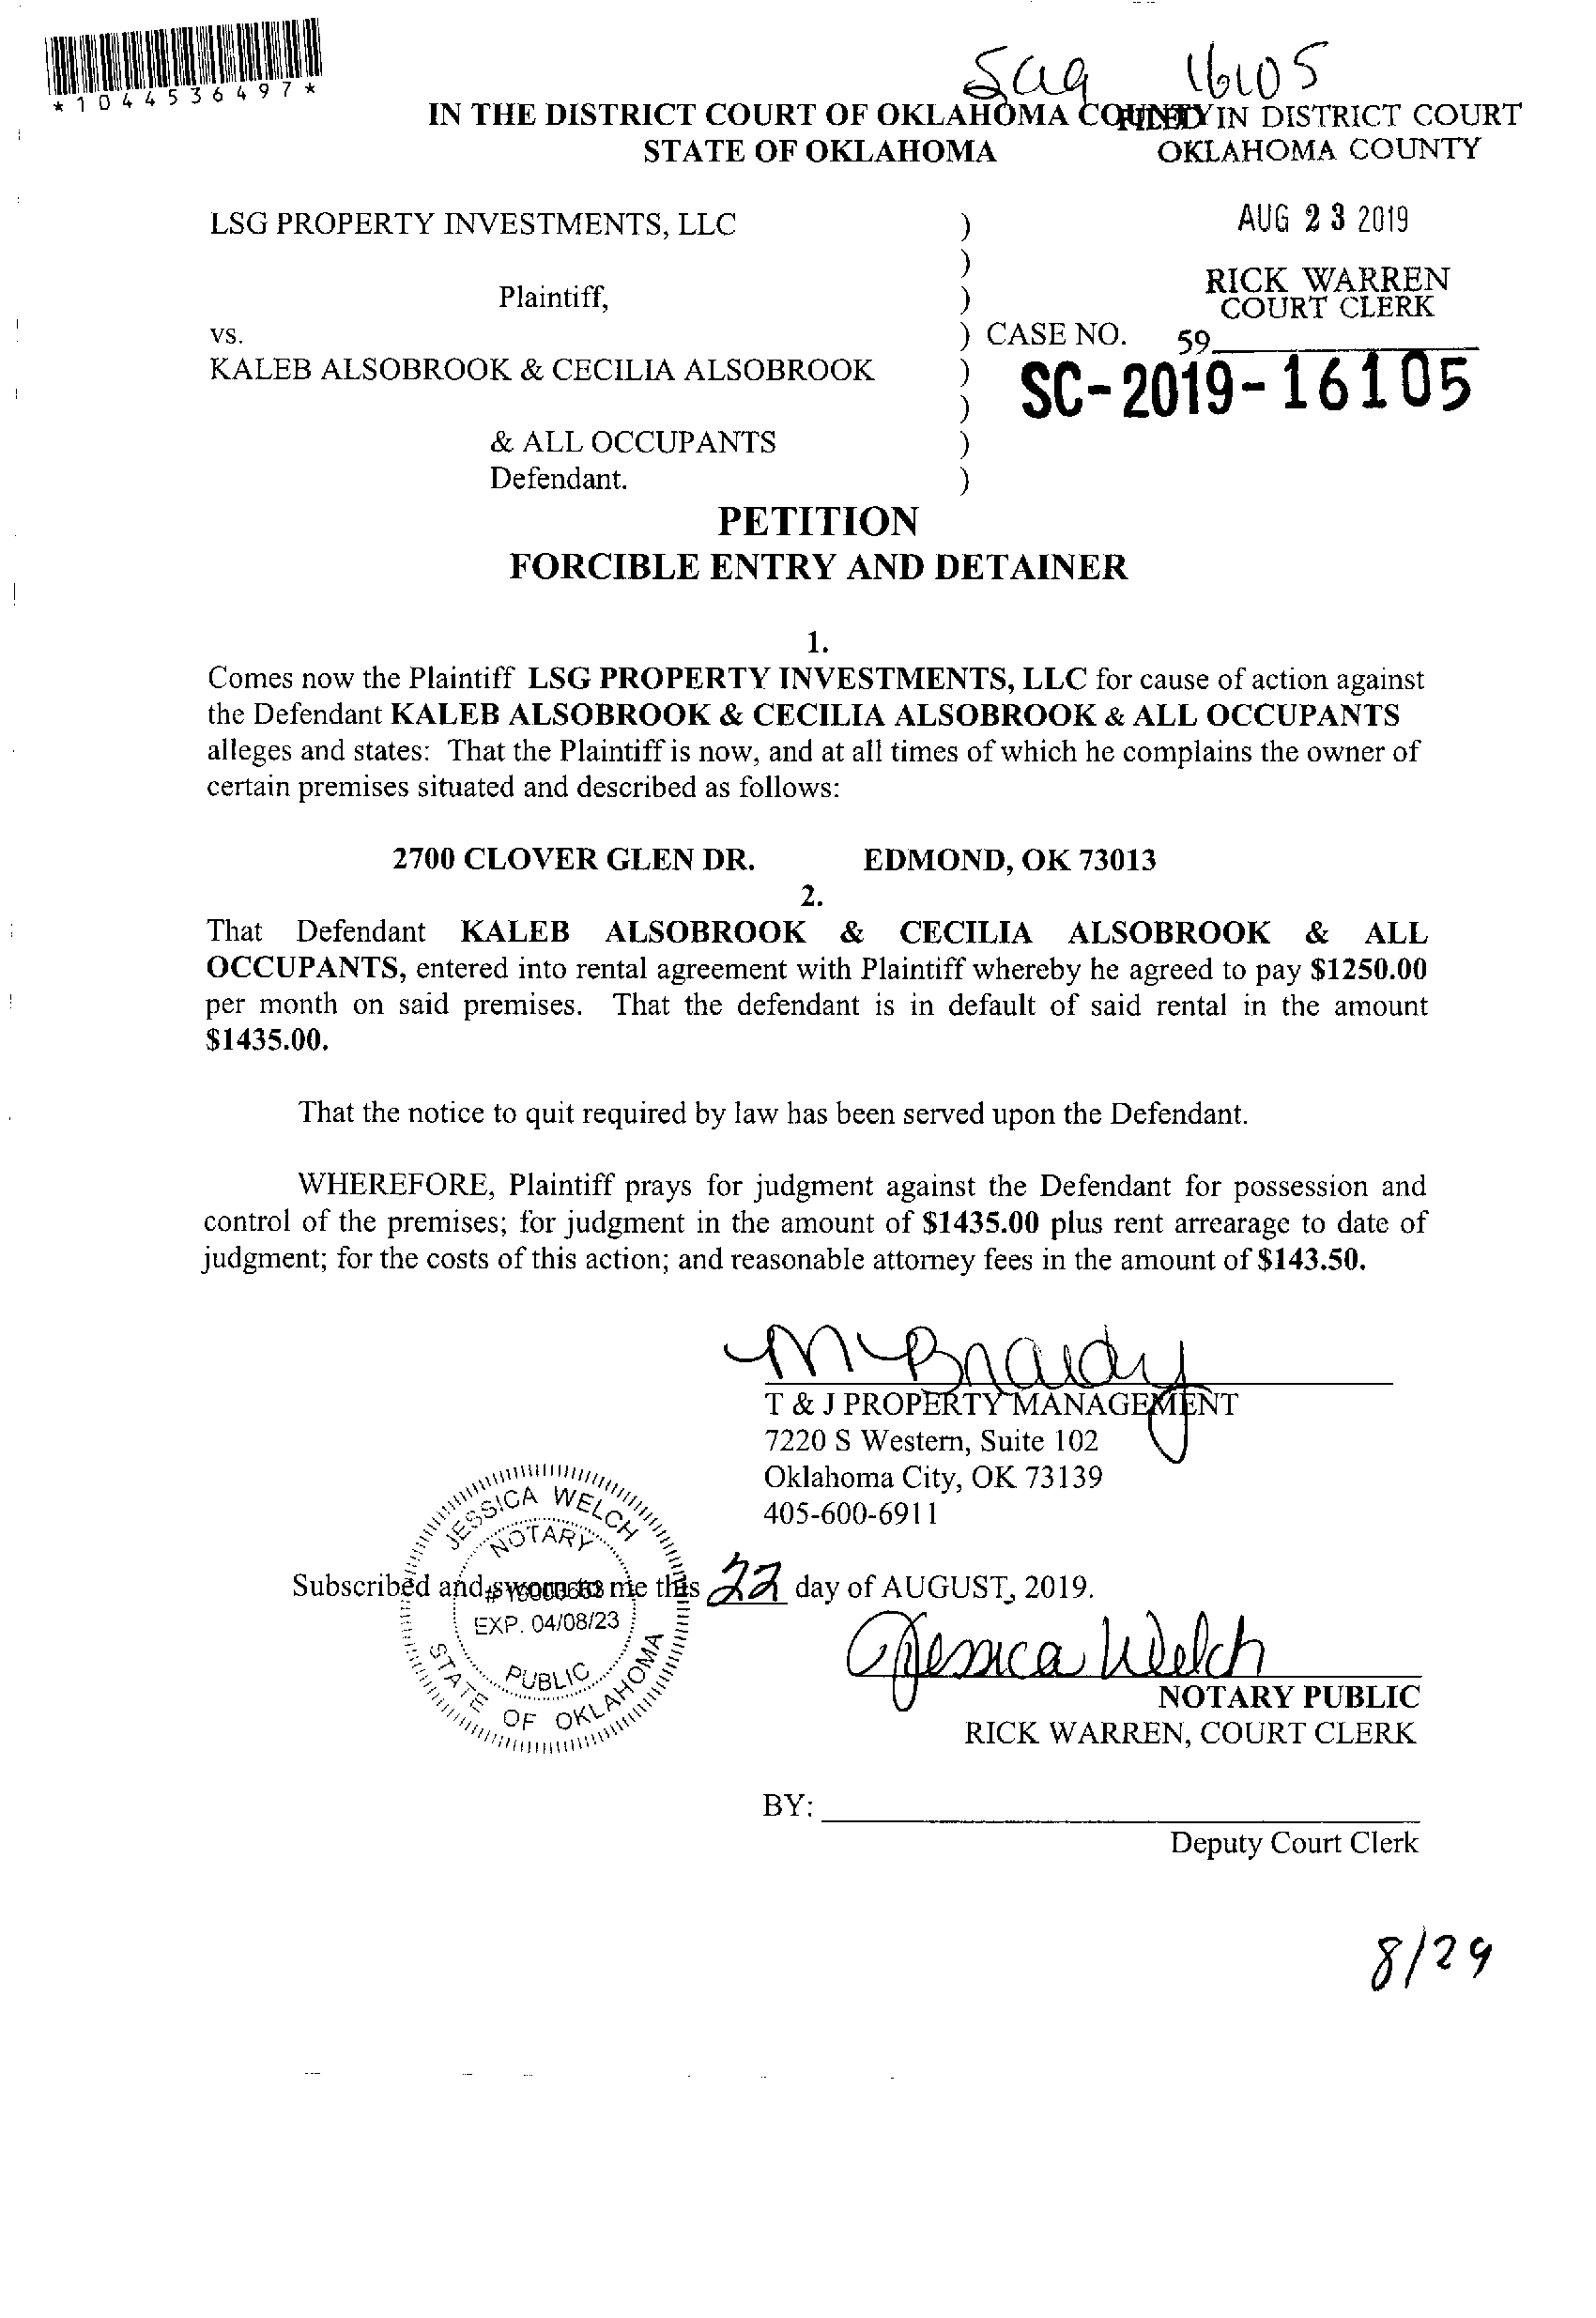 *1044536497*
Sc19 16105
IN THE DISTRICT COURT OF OKLAHOMA COUNTY
STATE OF OKLAHOMA
FILED IN DISTRICT COURT
OKLAHOMA COUNTY
AUG 23 2019
RICK WARREN
COURT CLERK
59
LSG PROPERTY INVESTMENTS, LLC )
)
Plaintiff, )
vs. ) CASE NO.
KALEB ALSOBROOK & CECILIA ALSOBROOK ) SC-2019-16105
)
& ALL OCCUPANTS )
Defendant. )
PETITION
FORCIBLE ENTRY AND DETAINER
1.
Comes now the Plaintiff LSG PROPERTY INVESTMENTS, LLC for cause of action against
the Defendant KALEB ALSOBROOK & CECILIA ALSOBROOK & ALL OCCUPANTS
alleges and states: That the Plaintiff is now, and at all times of which he complains the owner of
certain premises situated and described as follows:
2700 CLOVER GLEN DR. EDMOND, OK 73013
2.
That Defendant KALEB ALSOBROOK & CECILIA ALSOBROOK & ALL
OCCUPANTS, entered into rental agreement with Plaintiff whereby he agreed to pay $1250.00
per month on said premises. That the defendant is in default of said rental in the amount
$1435.00.
That the notice to quit required by law has been served upon the Defendant.
WHEREFORE, Plaintiff prays for judgment against the Defendant for possession and
control of the premises; for judgment in the amount of $1435.00 plus rent arrearage to date of
judgment; for the costs of this action; and reasonable attorney fees in the amount of $143.50.
M Brady
T & J PROPERTY MANAGEMENT
7220 S Western, Suite 102
Oklahoma City, OK 73139
405-600-6911
JESSICA WELCH
NOTARY
EXP. 04/08/23
PUBLIC
STATE OF OKLAHOMA
Subscribed and sworn to me this 22 day of AUGUST, 2019.
Jessica Welch
NOTARY PUBLIC
RICK WARREN, COURT CLERK
BY:
Deputy Court Clerk
8/29